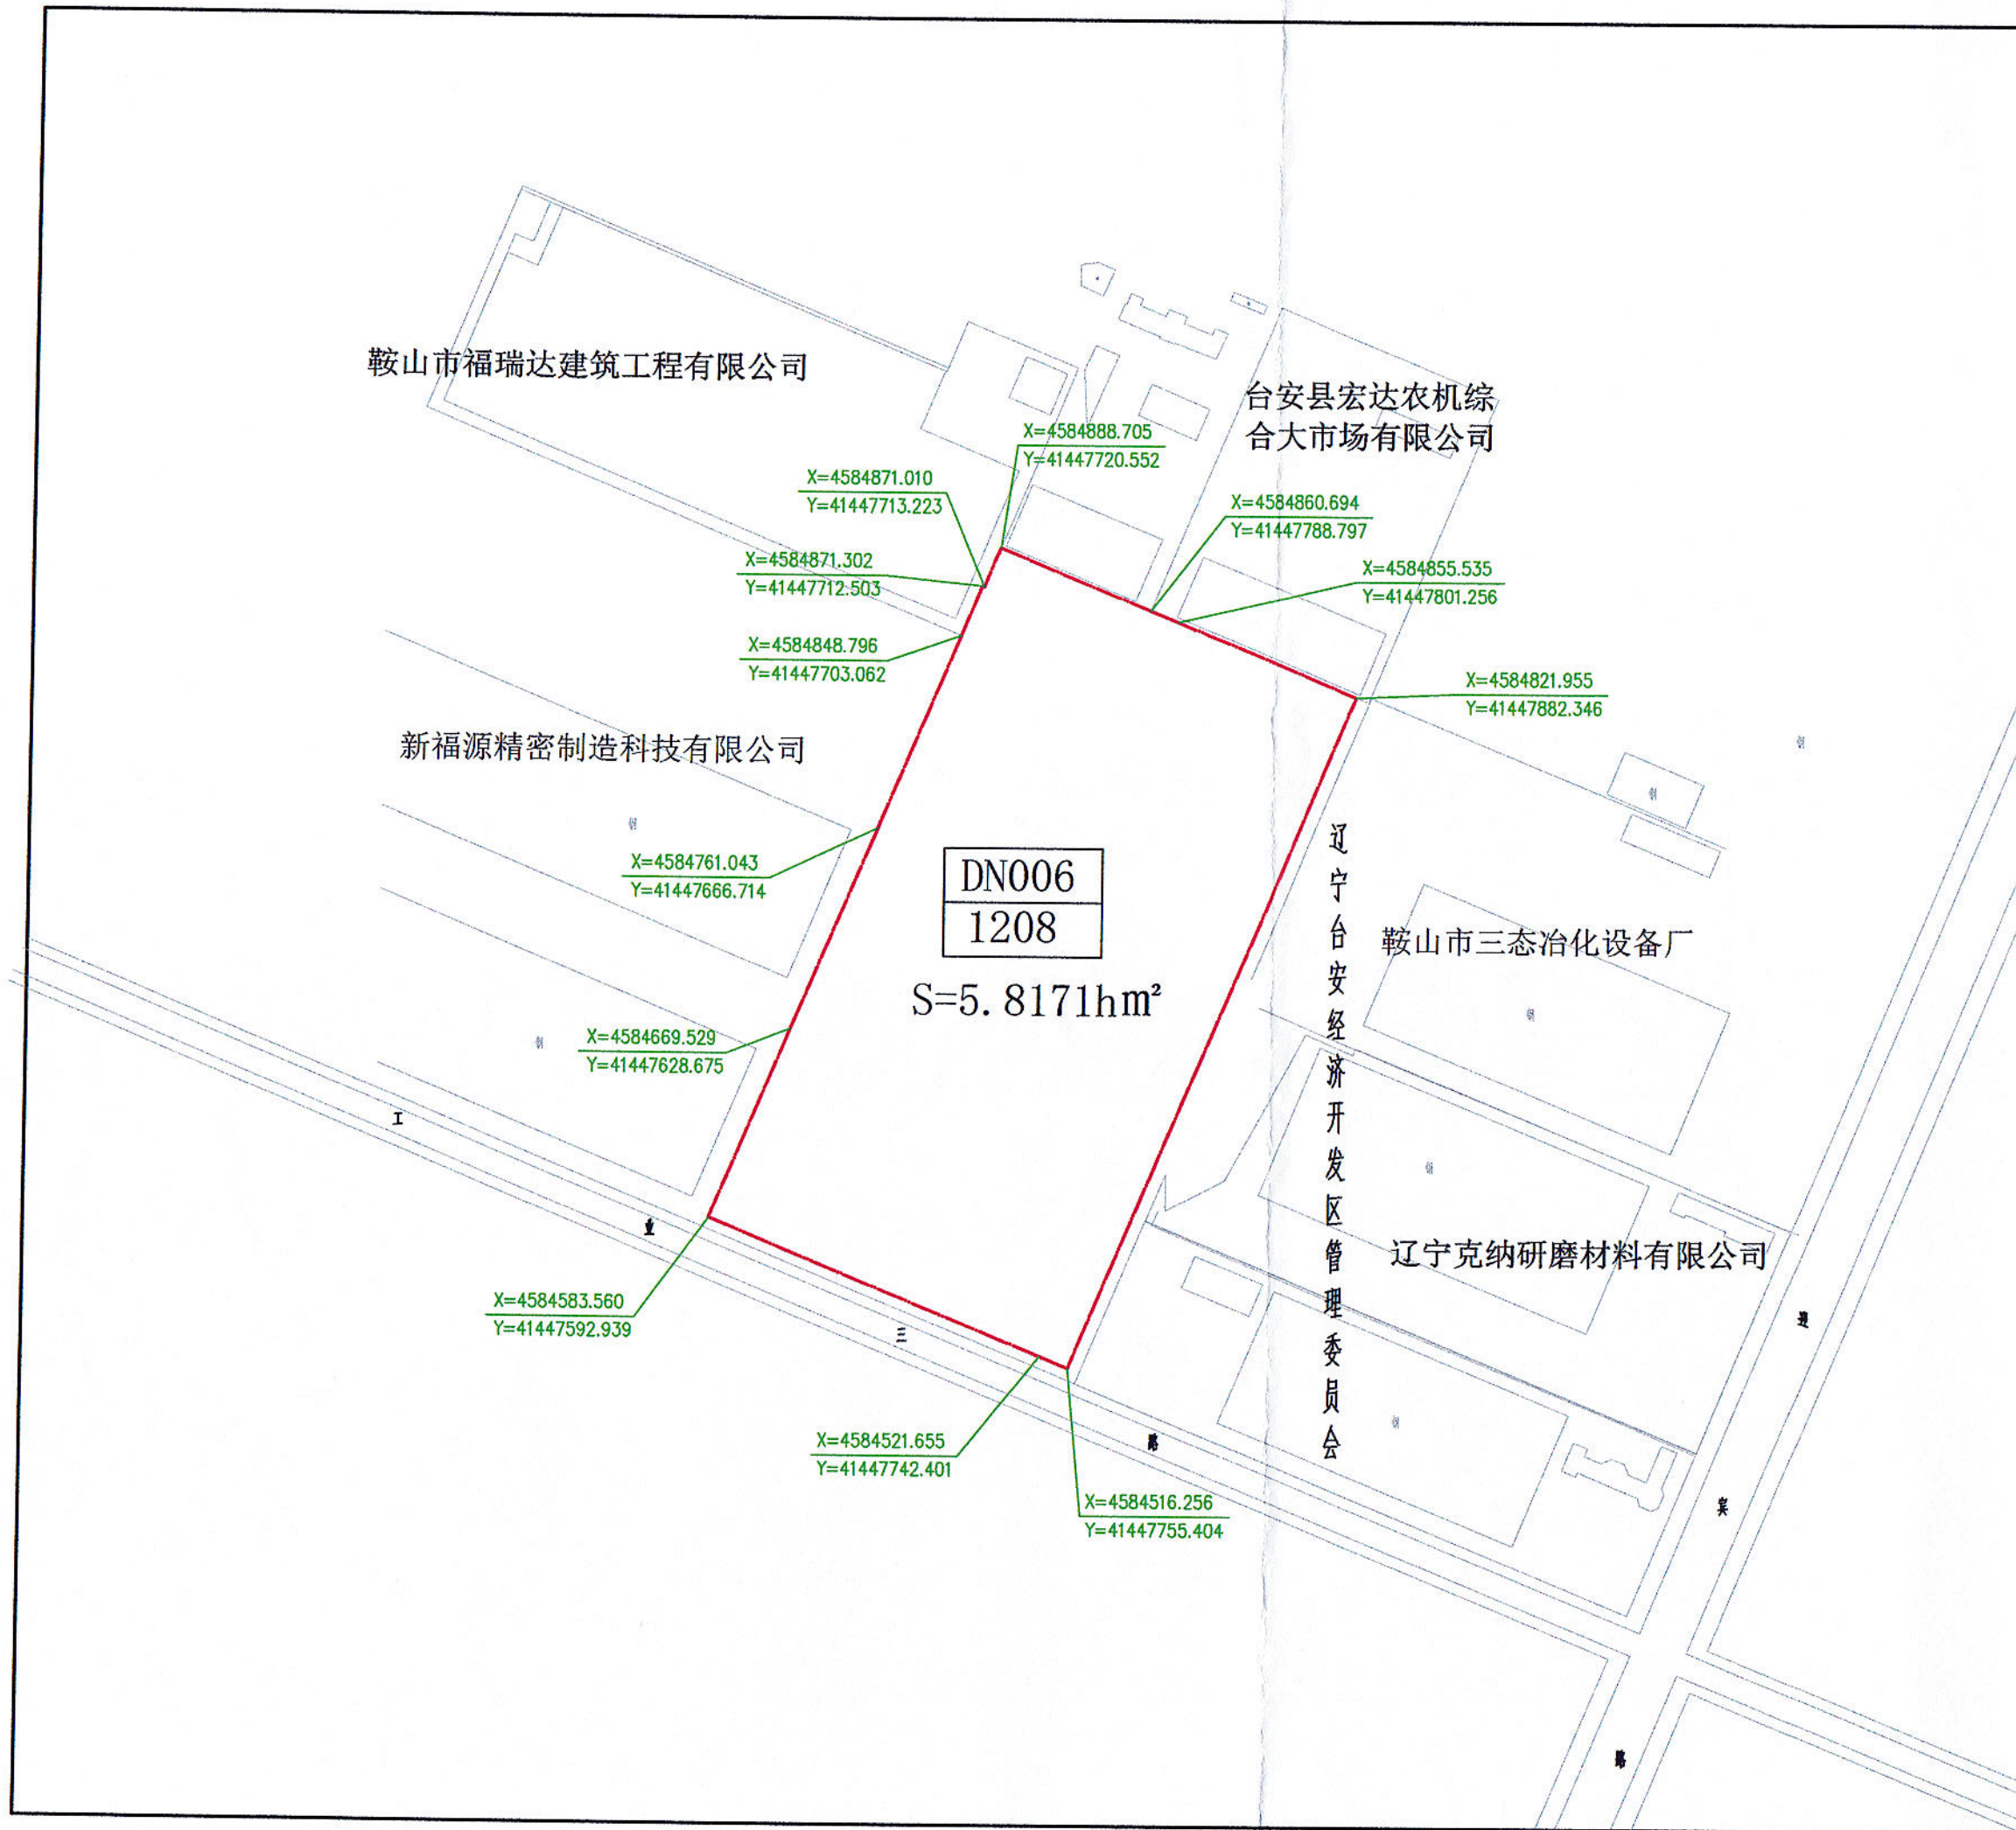 鞍山市福瑞达建筑工程有限公司
台安县宏达农机综
合大市场有限公司
X=4584888.705
Y=41447720.552
X=4584871.010
Y=41447713.223
X=4584860.694
Y=41447788.797
X=4584871.302
Y=41447712.503
X=4584855.535
Y=41447801.256
X=4584848.796
Y=41447703.062
X=4584821.955
Y=41447882.346
新福源精密制造科技有限公司
X=4584761.043
Y=41447666.714
DN006
1208
S=5.8171hm²
辽宁台安经济开发区管理委员会
鞍山市三态冶化设备厂
X=4584669.529
Y=41447628.675
工业三路
辽宁克纳研磨材料有限公司
X=4584583.560
Y=41447592.939
迎宾路
X=4584521.655
Y=41447742.401
X=4584516.256
Y=41447755.404